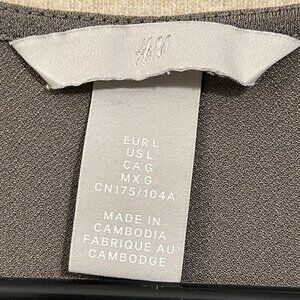 H&M
EUR L
US L
CA G
MX G
CN175/104A
MADE IN
CAMBODIA
FABRIQUÉ AU
CAMBODGE